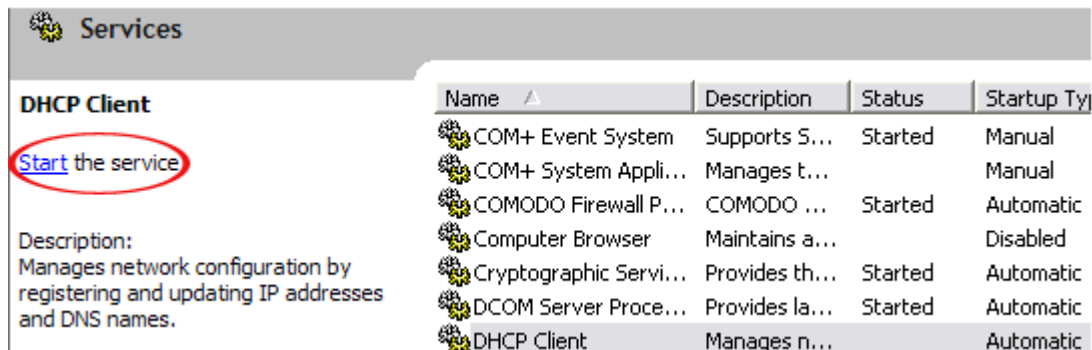 Services
DHCP Client
Start the service
Description:
Manages network configuration by
registering and updating IP addresses
and DNS names.
Name Description Status Startup Ty
COM+ Event System Supports S... Started Manual
COM+ System Appli... Manages t... Manual
COMODO Firewall P... COMODO ... Started Automatic
Computer Browser Maintains a... Disabled
Cryptographic Servi... Provides th... Started Automatic
DCOM Server Proce... Provides la... Started Automatic
DHCP Client Manages n... Automatic